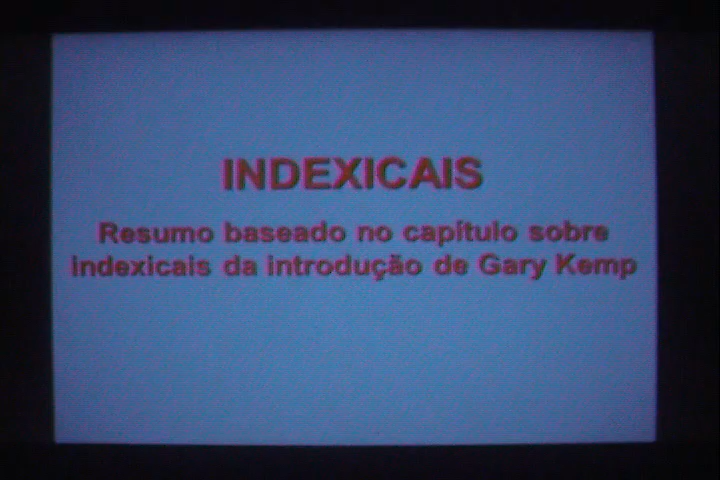 INDEXICAIS
Resumo baseado no capítulo sobre
indexicais da introdução de Gary Kemp